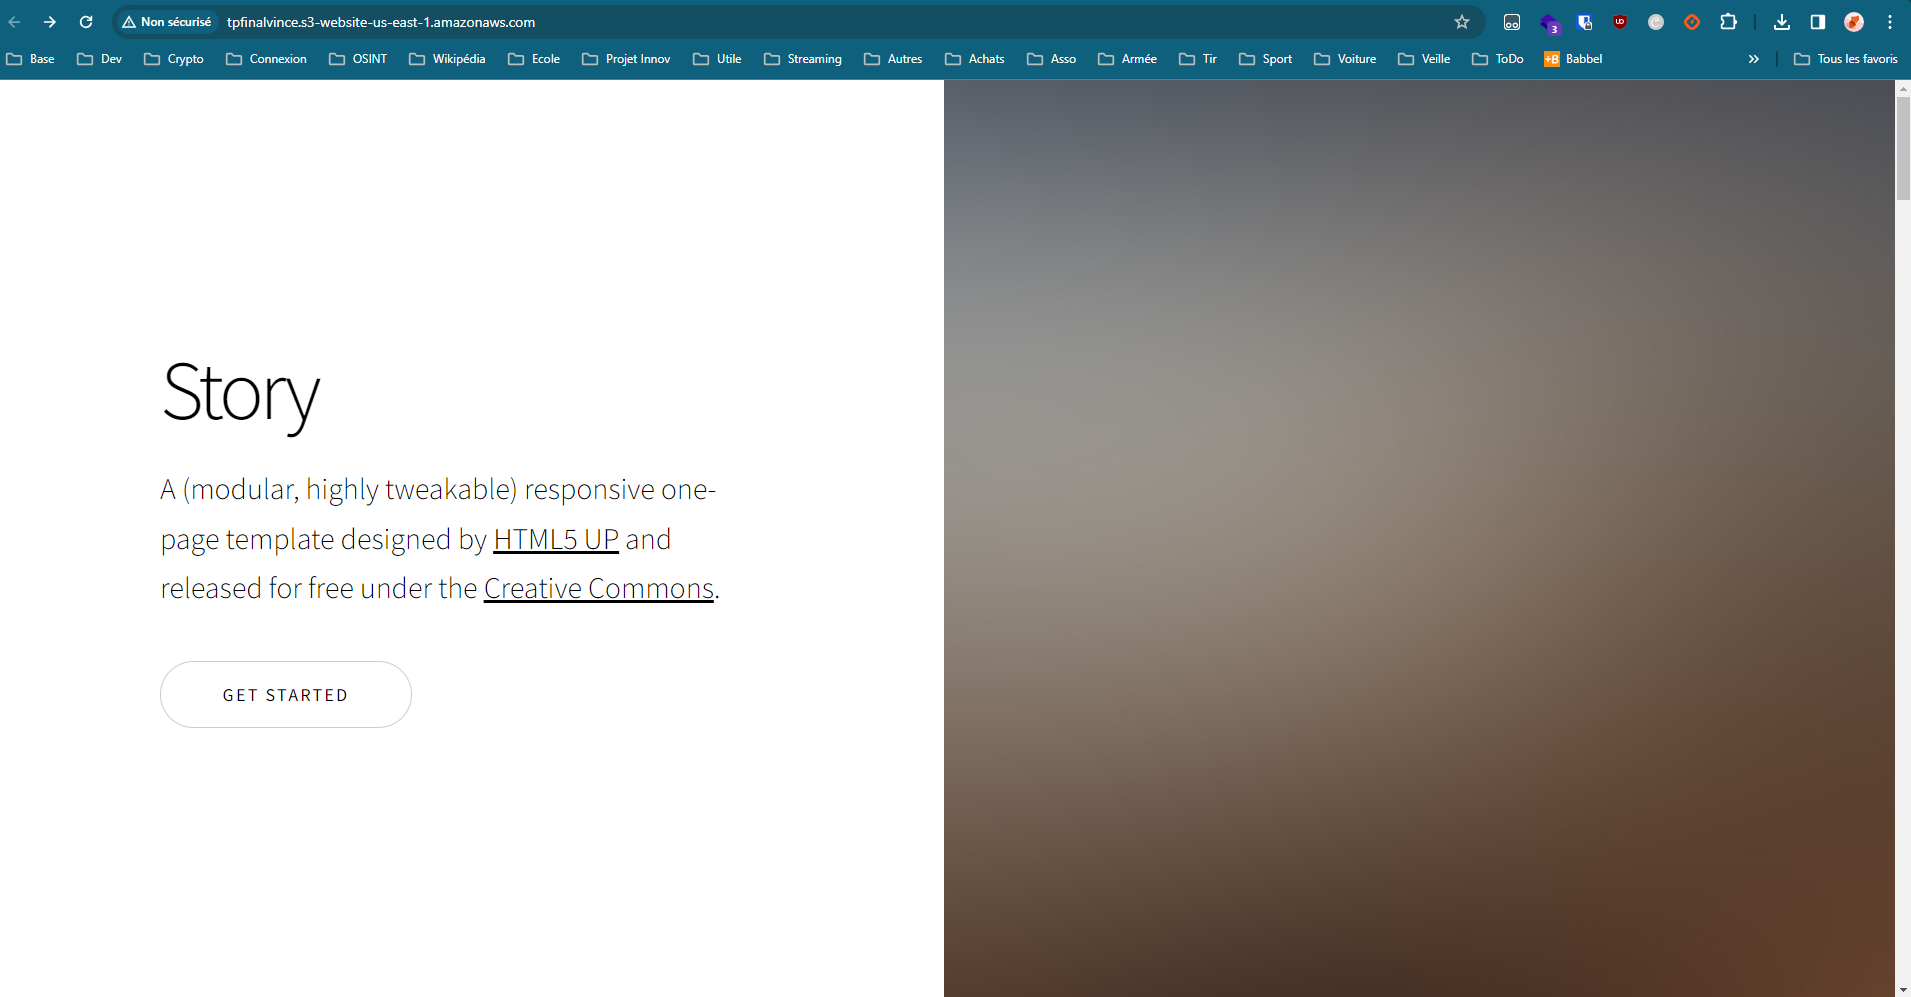 Non sécurisé tpfinalvince.s3-website-us-east-1.amazonaws.com
3
Base Dev Crypto Connexion OSINT Wikipédia Ecole Projet Innov Utile Streaming Autres Achats Asso Armée Tir Sport Voiture Veille ToDo +B Babbel » Tous les favoris
Story
A (modular, highly tweakable) responsive one-
page template designed by HTML5 UP and
released for free under the Creative Commons.
GET STARTED